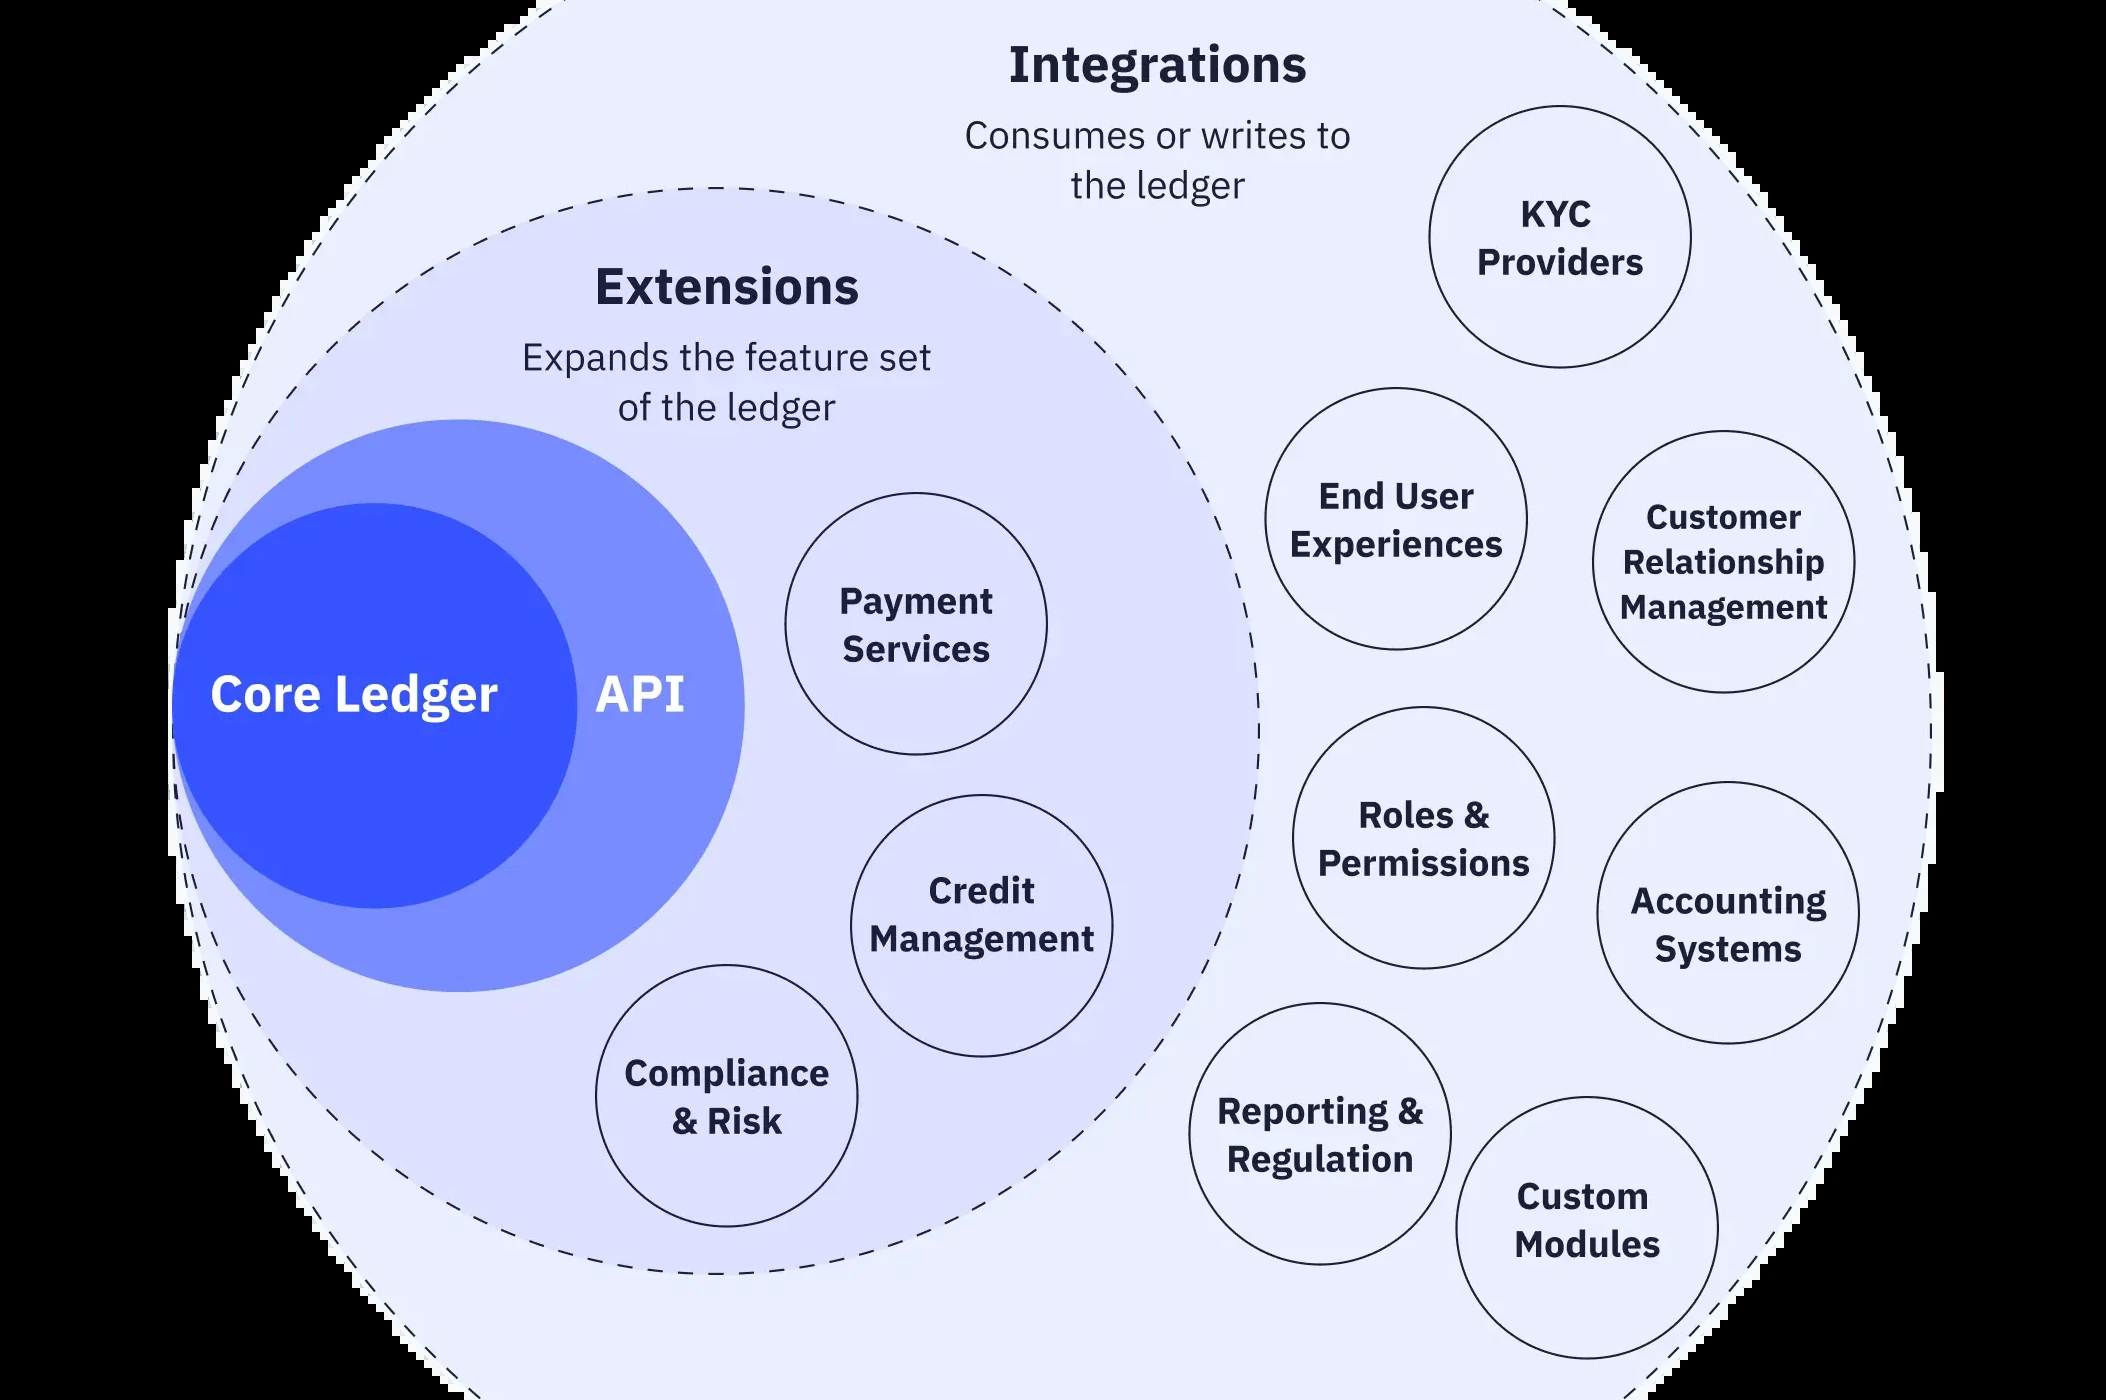 Integrations
Consumes or writes to
the ledger
KYC
Providers
Extensions
Expands the feature set
of the ledger
End User
Experiences
Customer
Relationship
Management
Payment
Services
Core Ledger
API
Roles &
Permissions
Credit
Management
Accounting
Systems
Compliance
& Risk
Reporting &
Regulation
Custom
Modules